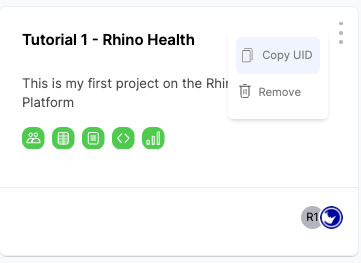 Tutorial 1 - Rhino Health
Copy UID
This is my first project on the Rhin
Remove
Platform
R1